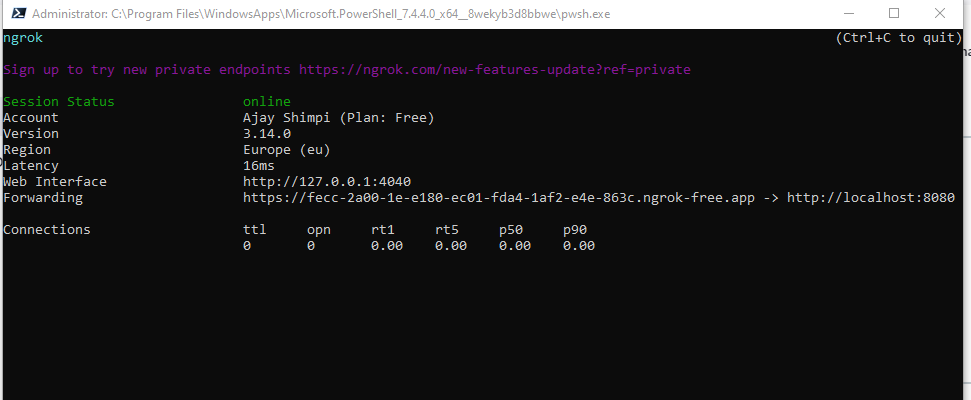 Administrator: C:\Program Files\WindowsApps\Microsoft.PowerShell_7.4.4.0_x64__8wekyb3d8bbwe\pwsh.exe
ngrok (Ctrl+C to quit)
Sign up to try new private endpoints https://ngrok.com/new-features-update?ref=private
Session Status online
Account Ajay Shimpi (Plan: Free)
Version 3.14.0
Region Europe (eu)
Latency 16ms
Web Interface http://127.0.0.1:4040
Forwarding https://fecc-2a00-1e-e180-ec01-fda4-1af2-e4e-863c.ngrok-free.app -> http://localhost:8080
Connections ttl opn rt1 rt5 p50 p90
0 0 0.00 0.00 0.00 0.00